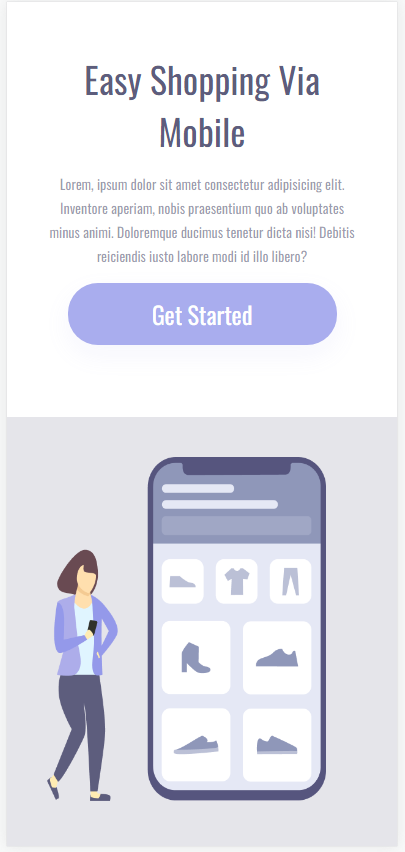 Easy Shopping Via
Mobile
Lorem, ipsum dolor sit amet consectetur adipisicing elit.
Inventore aperiam, nobis praesentium quo ab voluptates
minus animi. Doloremque ducimus tenetur dicta nisi! Debitis
reiciendis iusto labore modi id illo libero?
Get Started